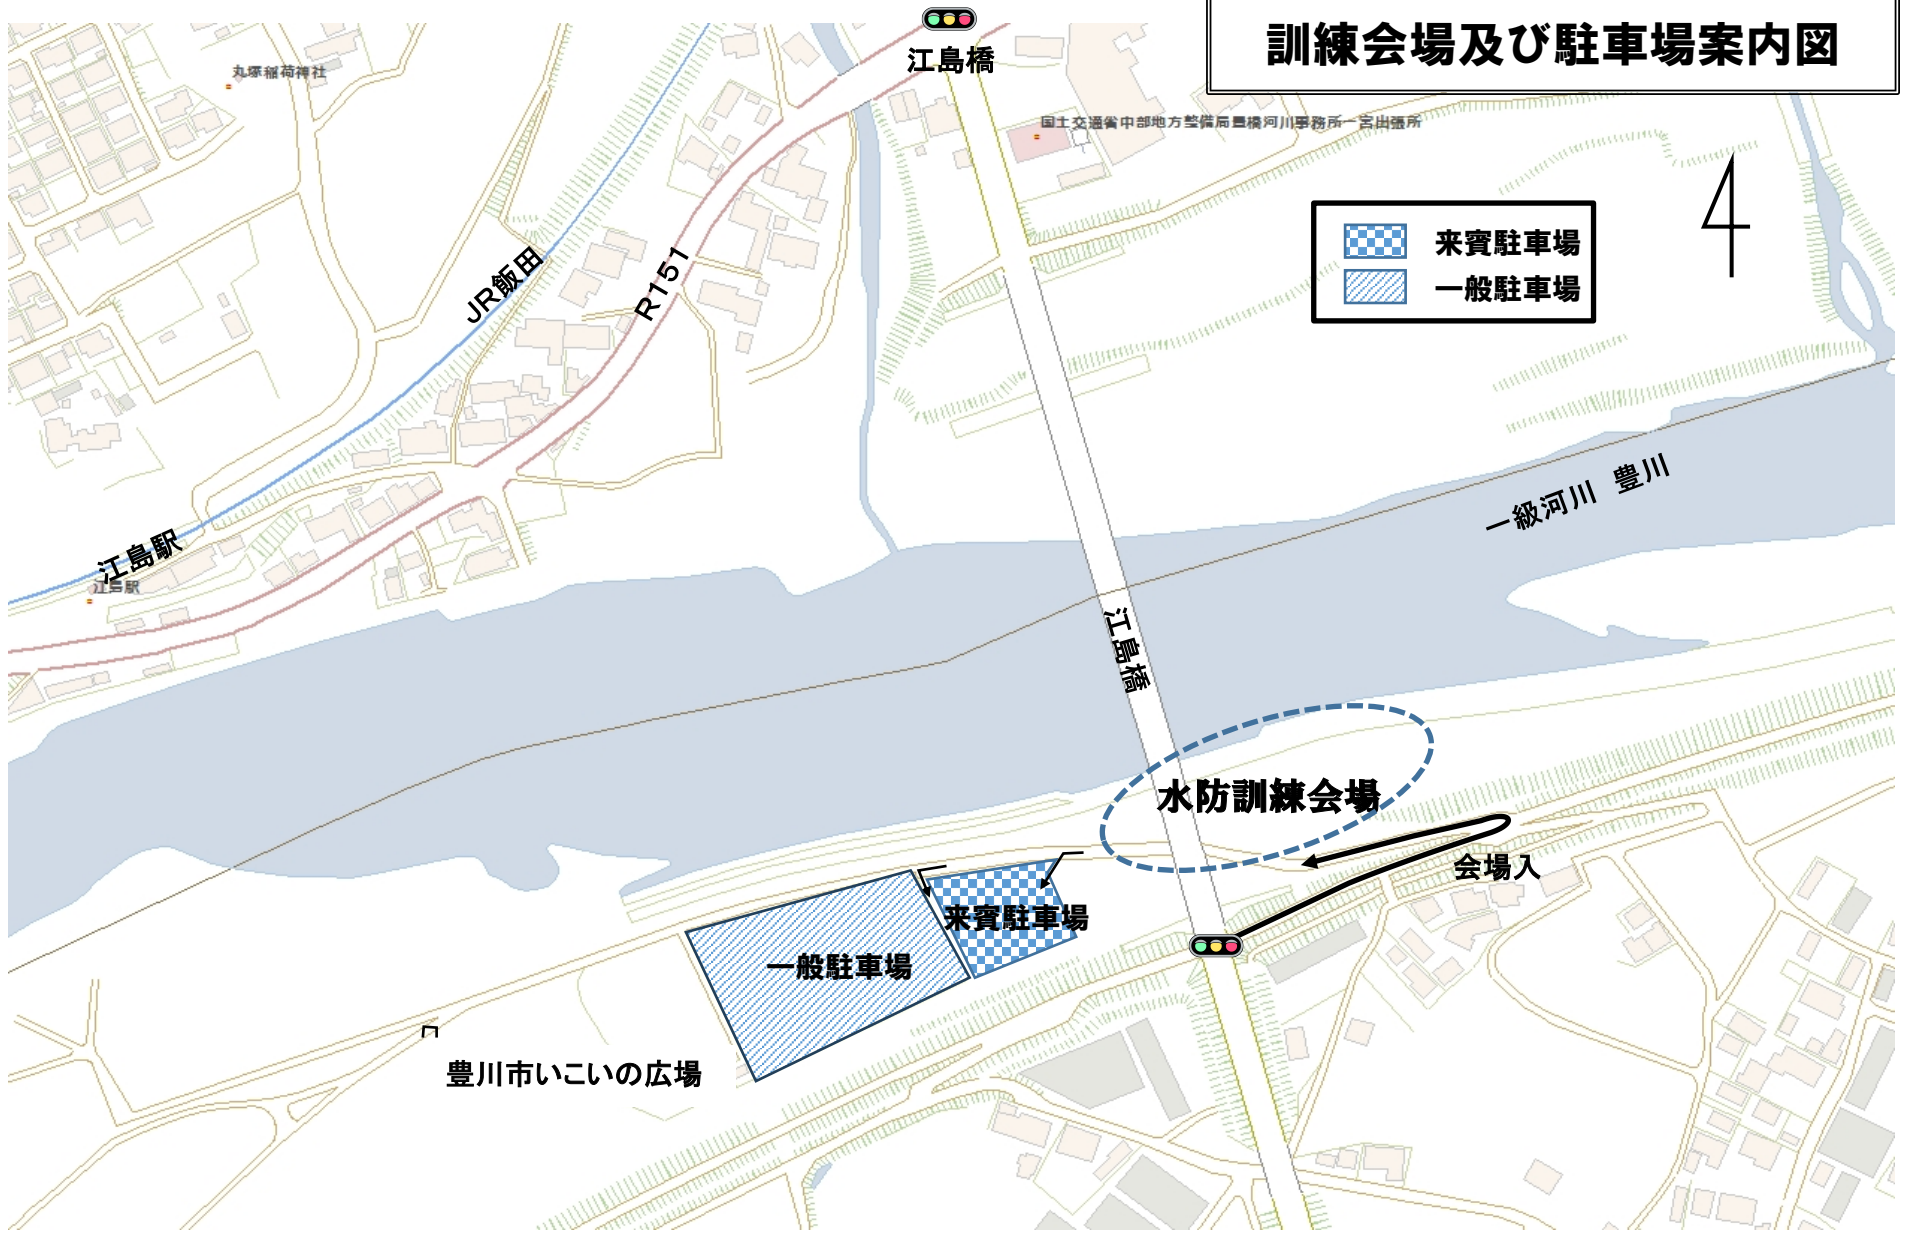 訓練会場及び駐車場案内図
江島橋
丸塚稲荷神社
国土交通省中部地方整備局豊橋河川事務所一宮出張所
来賓駐車場
一般駐車場
JR飯田
R151
一級河川 豊川
江島駅
江島駅
江島橋
水防訓練会場
会場入
来賓駐車場
一般駐車場
豊川市いこいの広場